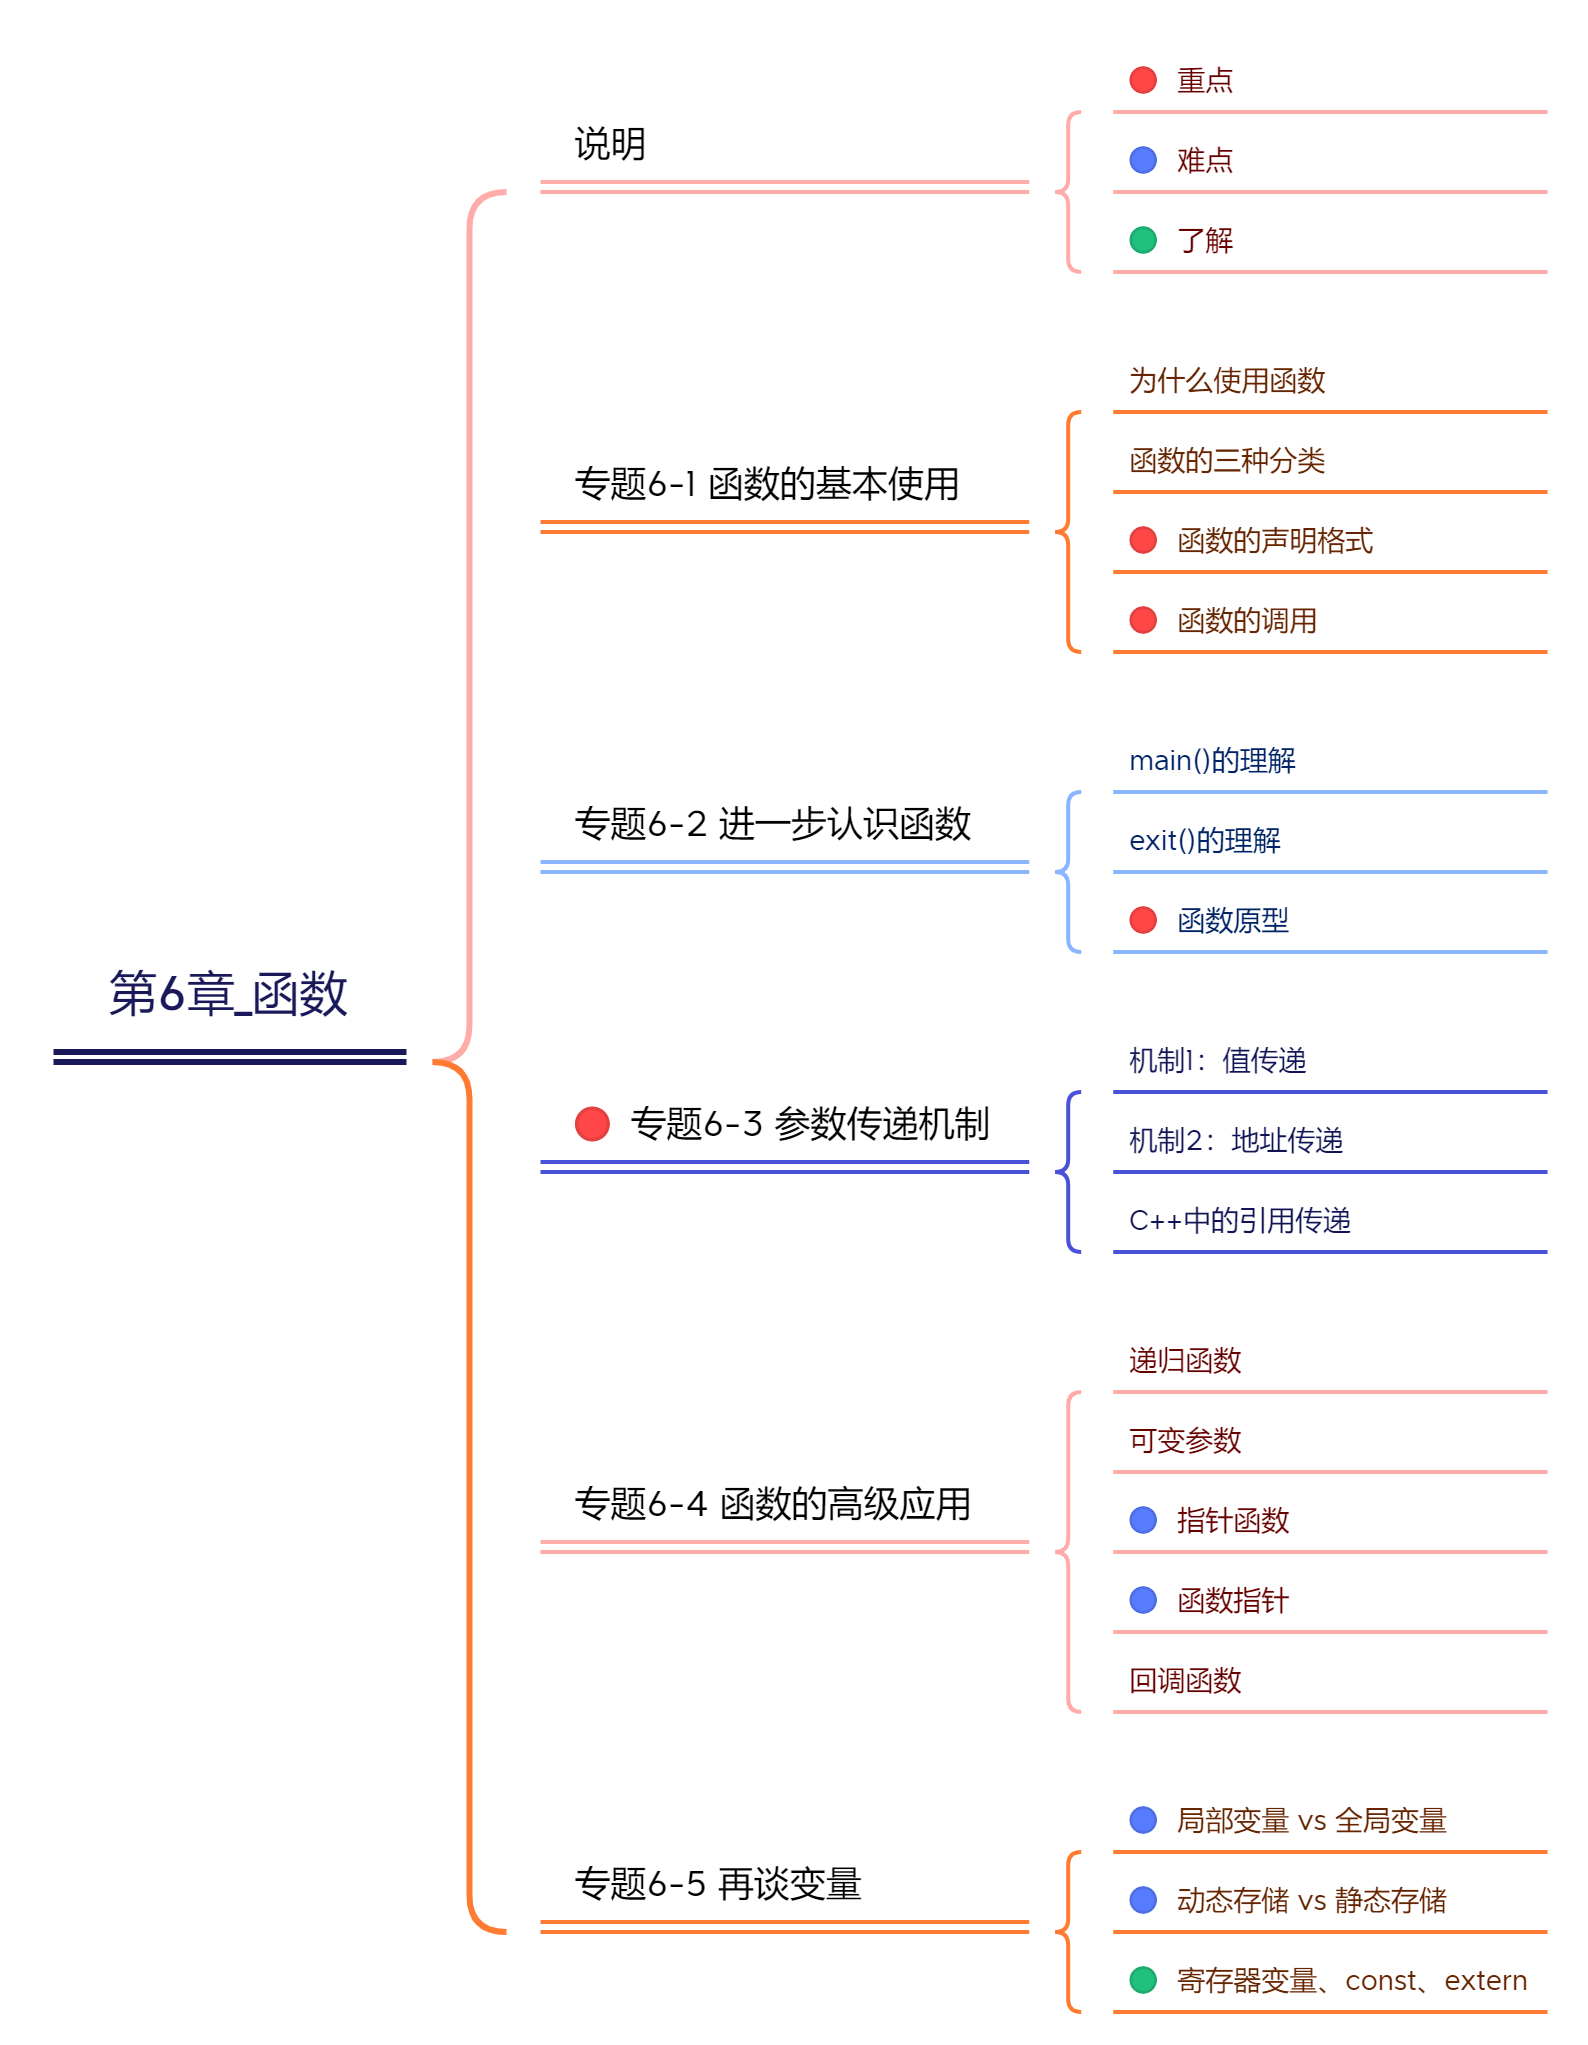 第6章_函数
说明
重点
难点
了解
专题6-1 函数的基本使用
为什么使用函数
函数的三种分类
函数的声明格式
函数的调用
专题6-2 进一步认识函数
main()的理解
exit()的理解
函数原型
专题6-3 参数传递机制
机制1：值传递
机制2：地址传递
C++中的引用传递
专题6-4 函数的高级应用
递归函数
可变参数
指针函数
函数指针
回调函数
专题6-5 再谈变量
局部变量 vs 全局变量
动态存储 vs 静态存储
寄存器变量、const、extern